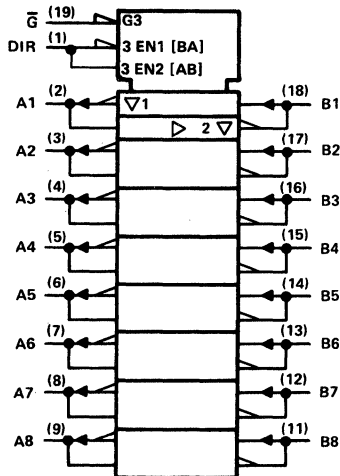 G̅ (19) G3
DIR (1) 3 EN1 [BA]
3 EN2 [AB]
A1 (2) ▽1 (18) B1
▷ 2 ▽
A2 (3) (17) B2
A3 (4) (16) B3
A4 (5) (15) B4
A5 (6) (14) B5
A6 (7) (13) B6
A7 (8) (12) B7
A8 (9) (11) B8